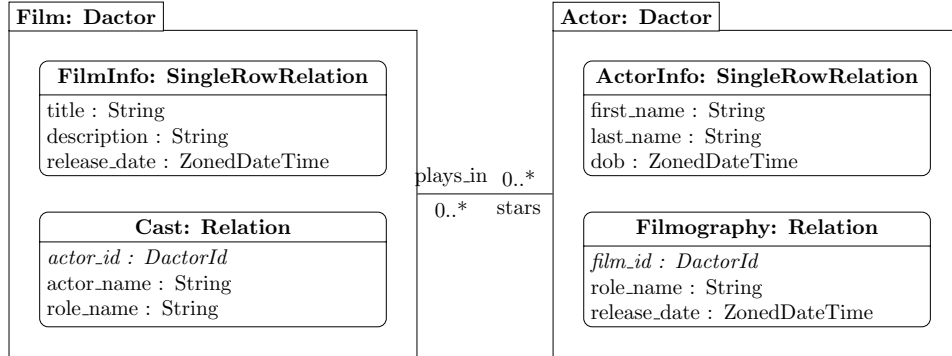 Film: Dactor
FilmInfo: SingleRowRelation
title : String
description : String
release_date : ZonedDateTime
Cast: Relation
actor_id : DactorId
actor_name : String
role_name : String
plays_in 0..*
0..* stars
Actor: Dactor
ActorInfo: SingleRowRelation
first_name : String
last_name : String
dob : ZonedDateTime
Filmography: Relation
film_id : DactorId
role_name : String
release_date : ZonedDateTime